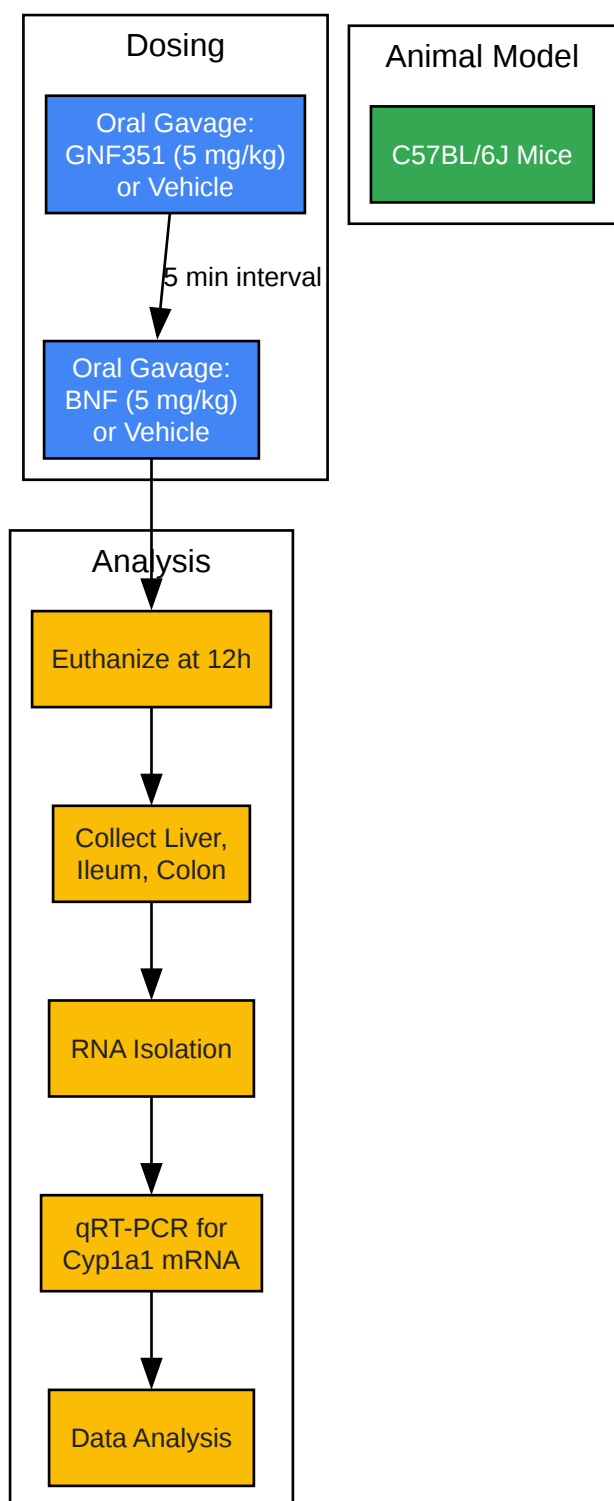 Dosing
Oral Gavage:
GNF351 (5 mg/kg)
or Vehicle
5 min interval
Oral Gavage:
BNF (5 mg/kg)
or Vehicle
Animal Model
C57BL/6J Mice
Analysis
Euthanize at 12h
Collect Liver,
Ileum, Colon
RNA Isolation
qRT-PCR for
Cyp1a1 mRNA
Data Analysis